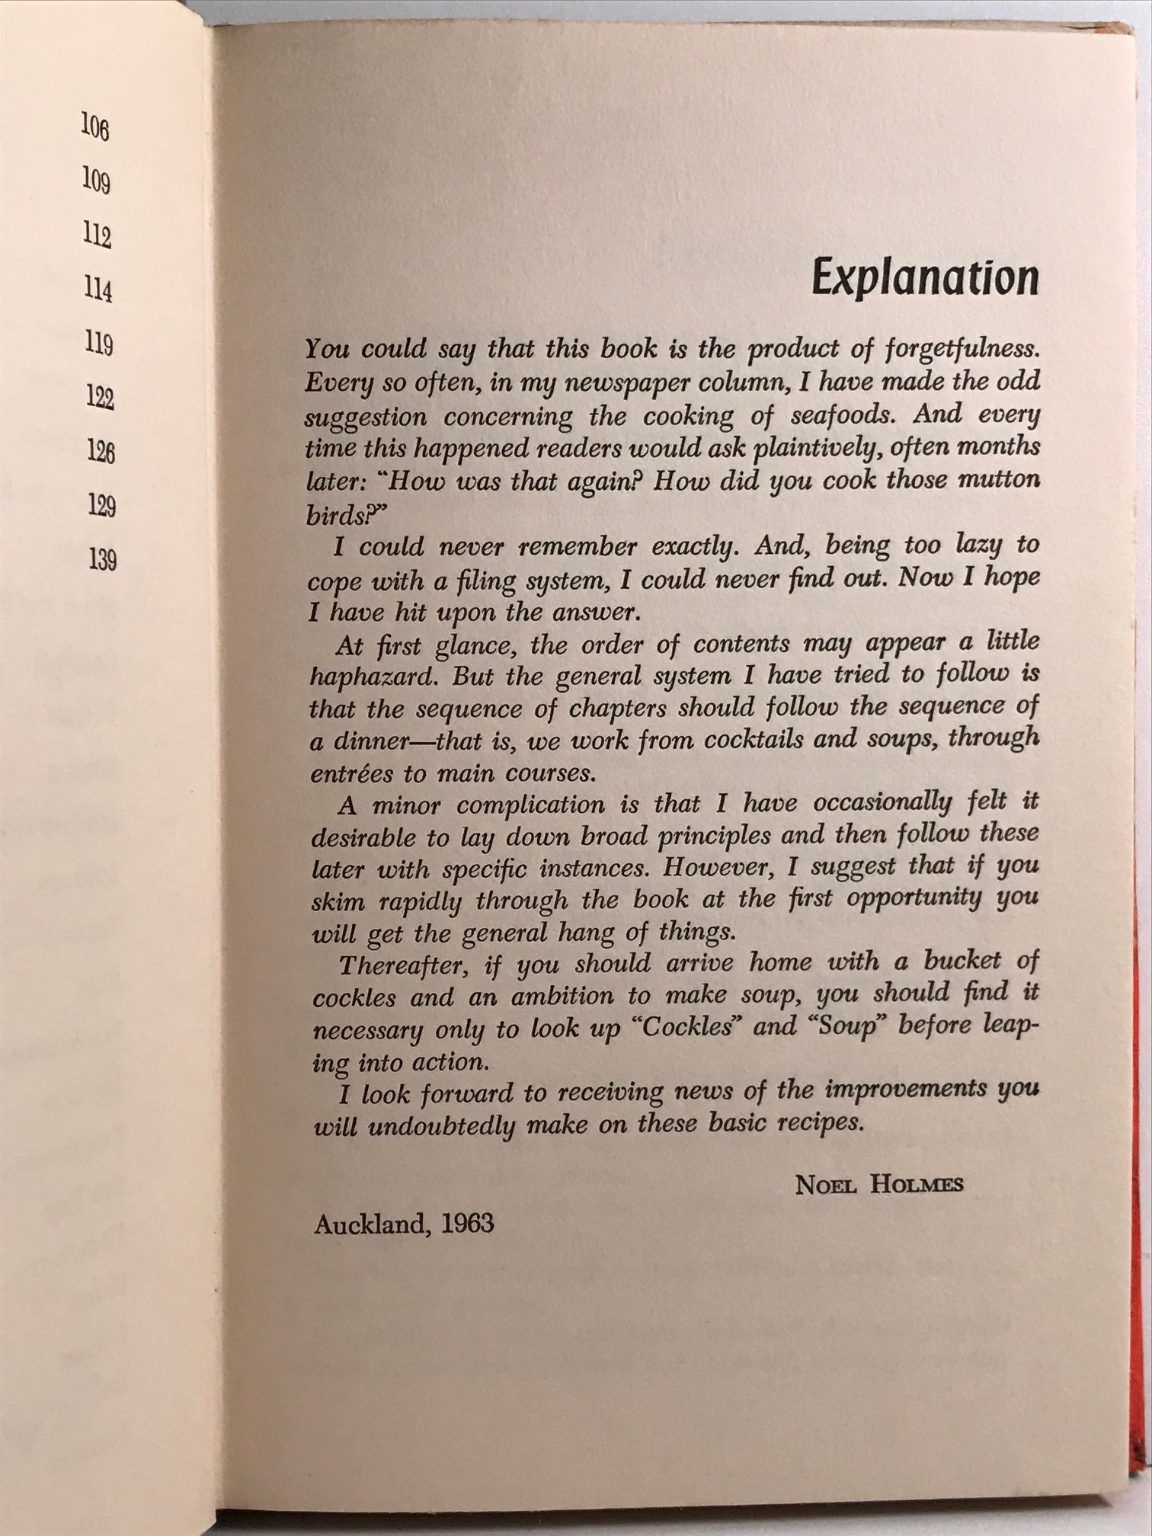 106
109
112
114
119
122
126
129
139
Explanation
You could say that this book is the product of forgetfulness.
Every so often, in my newspaper column, I have made the odd
suggestion concerning the cooking of seafoods. And every
time this happened readers would ask plaintively, often months
later: “How was that again? How did you cook those mutton
birds?”
I could never remember exactly. And, being too lazy to
cope with a filing system, I could never find out. Now I hope
I have hit upon the answer.
At first glance, the order of contents may appear a little
haphazard. But the general system I have tried to follow is
that the sequence of chapters should follow the sequence of
a dinner—that is, we work from cocktails and soups, through
entrées to main courses.
A minor complication is that I have occasionally felt it
desirable to lay down broad principles and then follow these
later with specific instances. However, I suggest that if you
skim rapidly through the book at the first opportunity you
will get the general hang of things.
Thereafter, if you should arrive home with a bucket of
cockles and an ambition to make soup, you should find it
necessary only to look up “Cockles” and “Soup” before leap-
ing into action.
I look forward to receiving news of the improvements you
will undoubtedly make on these basic recipes.
NOEL HOLMES
Auckland, 1963